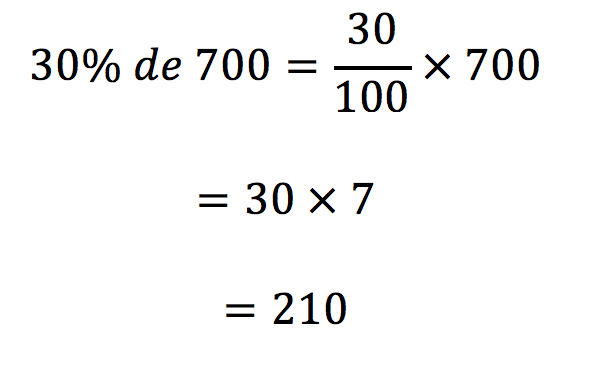 30% de 700 = 30/100 × 700
= 30 × 7
= 210